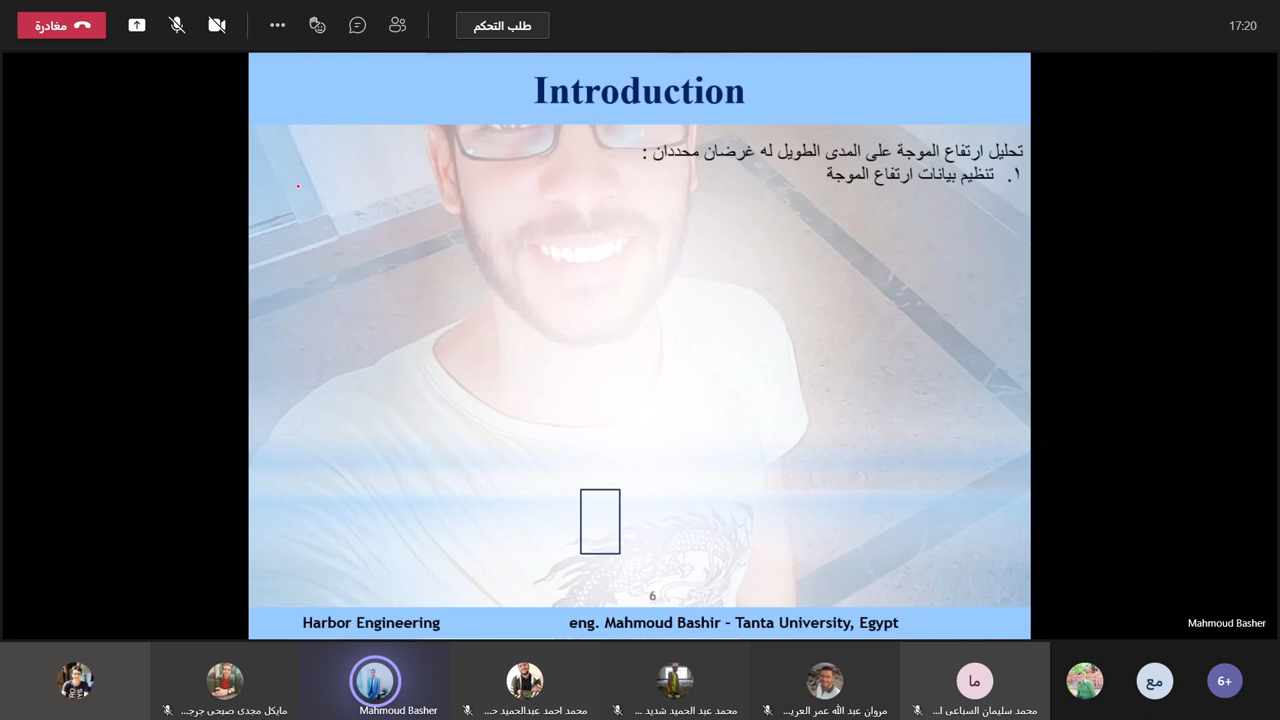 مغادرة
طلب التحكم
17:20
Introduction
تحليل ارتفاع الموجة على المدى الطويل له غرضان محددان :
١. تنظيم بيانات ارتفاع الموجة
6
Harbor Engineering
eng. Mahmoud Bashir – Tanta University, Egypt
Mahmoud Basher
مايكل مجدى صبحى جرج...
Mahmoud Basher
محمد احمد عبدالحميد ح...
محمد عبد الحميد شديد ...
مروان عبد الله عمر العري...
ما
محمد سليمان السباعى ا...
مع
+6